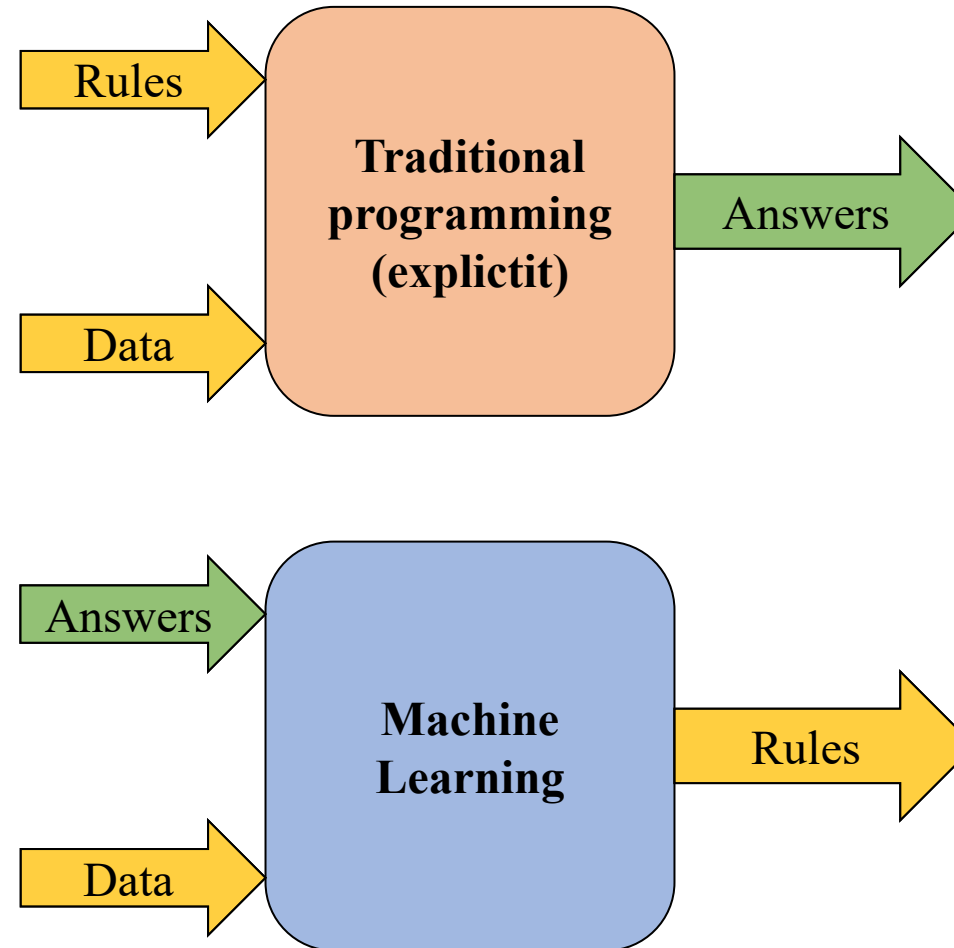 Rules
Traditional
programming
(explictit)
Answers
Data
Answers
Machine
Learning
Rules
Data